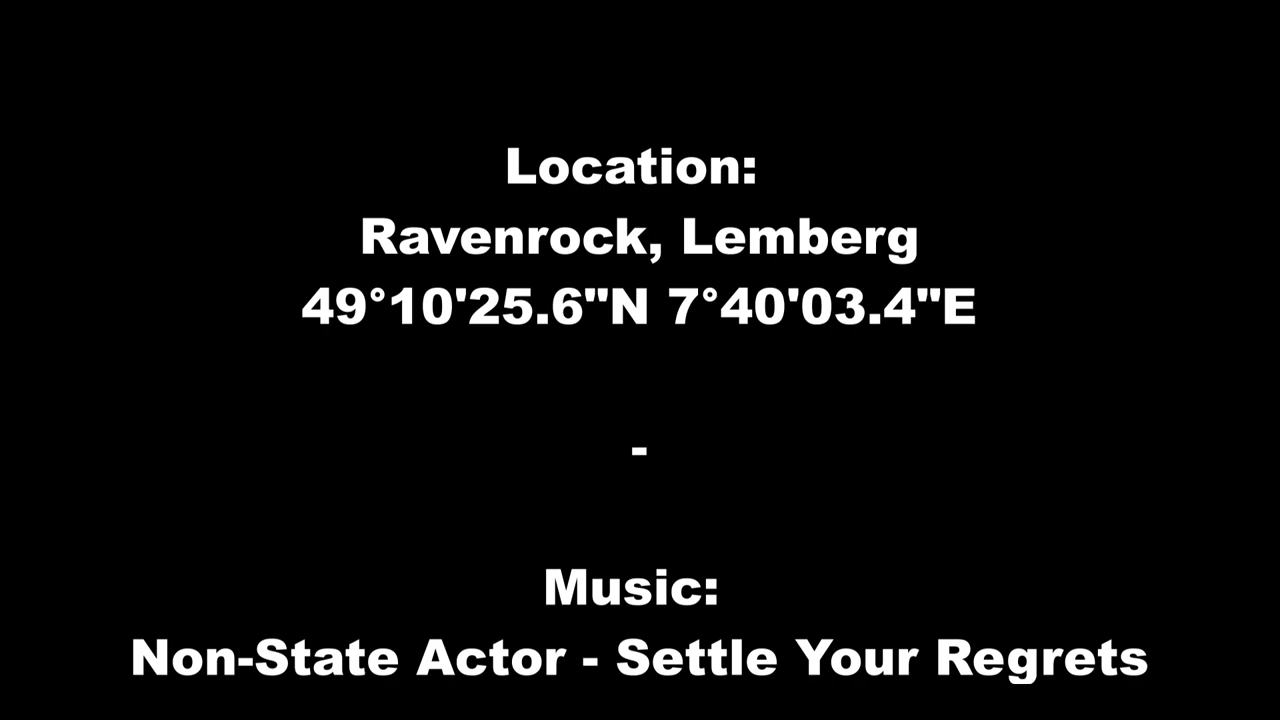 Location:
Ravenrock, Lemberg
49°10'25.6"N 7°40'03.4"E
-
Music:
Non-State Actor - Settle Your Regrets